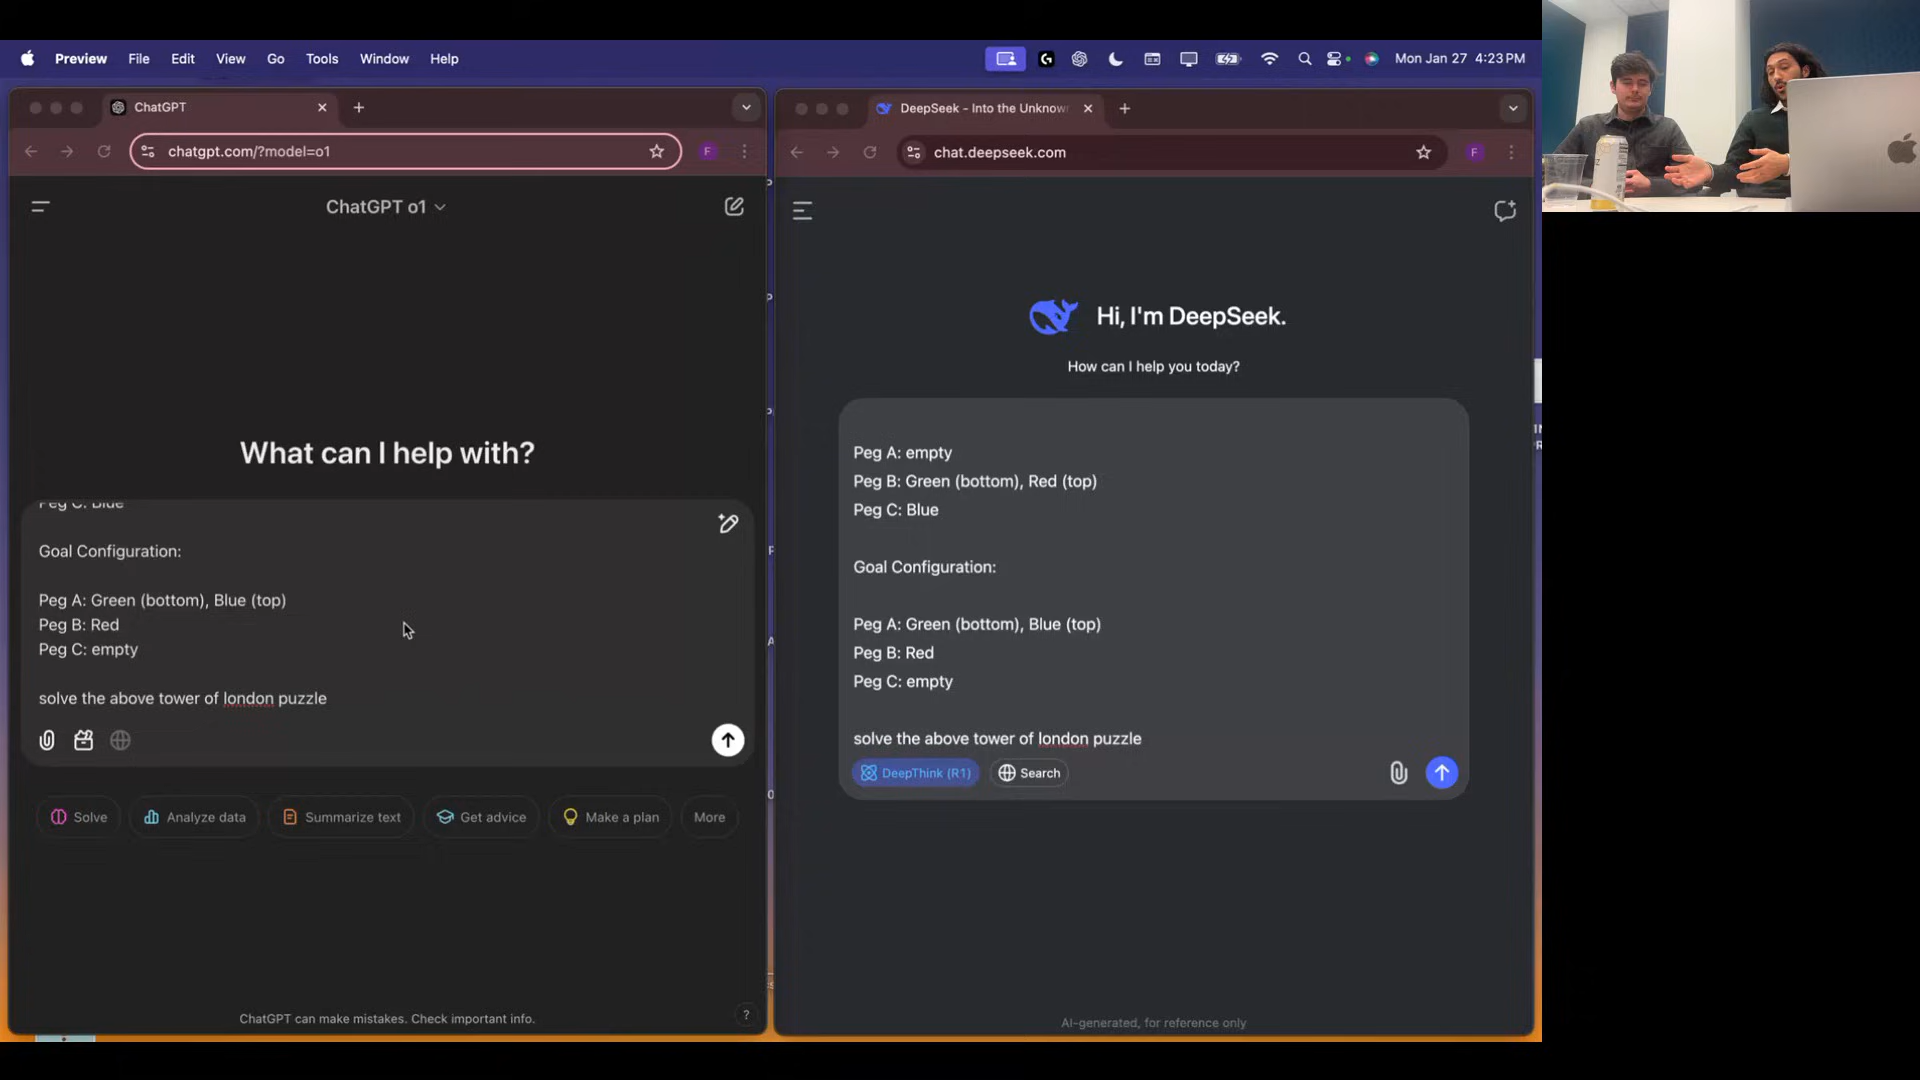 Preview File Edit View Go Tools Window Help
Mon Jan 27 4:23 PM
ChatGPT
chatgpt.com/?model=o1
F
ChatGPT o1
What can I help with?
Peg C: Blue
Goal Configuration:
Peg A: Green (bottom), Blue (top)
Peg B: Red
Peg C: empty
solve the above tower of london puzzle
Solve
Analyze data
Summarize text
Get advice
Make a plan
More
ChatGPT can make mistakes. Check important info.
?
DeepSeek - Into the Unknow
chat.deepseek.com
F
Hi, I'm DeepSeek.
How can I help you today?
Peg A: empty
Peg B: Green (bottom), Red (top)
Peg C: Blue
Goal Configuration:
Peg A: Green (bottom), Blue (top)
Peg B: Red
Peg C: empty
solve the above tower of london puzzle
DeepThink (R1)
Search
AI-generated, for reference only